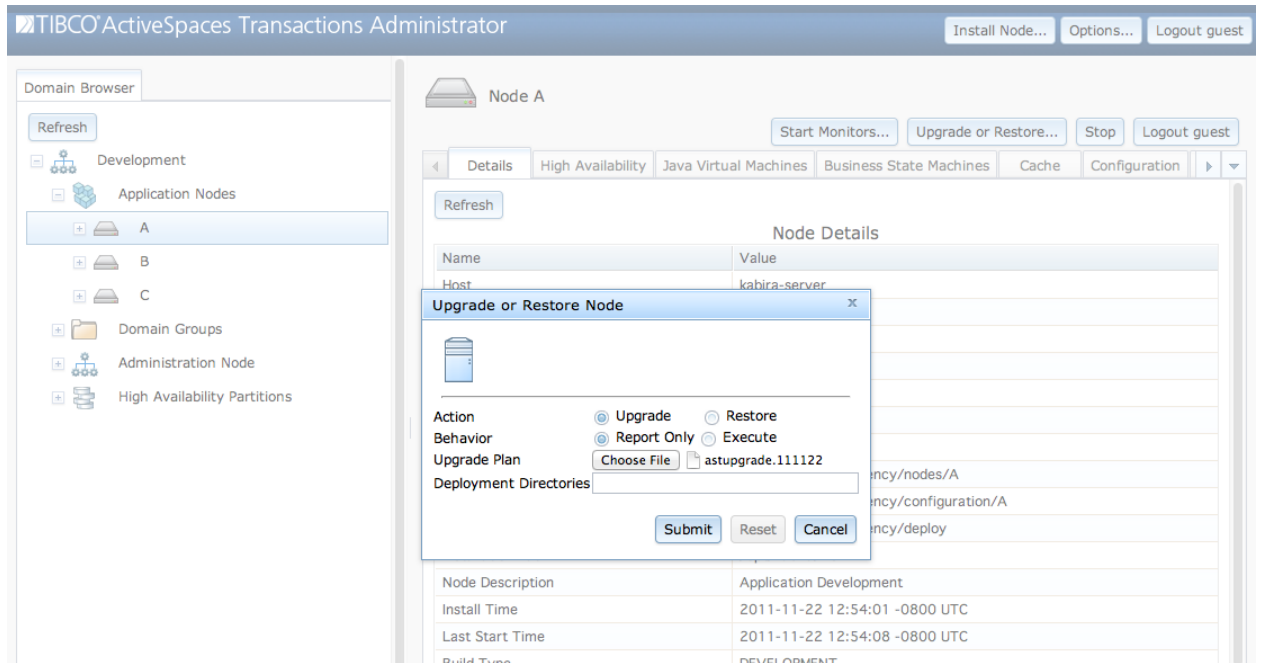 TIBCO® ActiveSpaces Transactions Administrator
Install Node... Options... Logout guest
Domain Browser
Refresh
Development
Application Nodes
A
B
C
Domain Groups
Administration Node
High Availability Partitions
Node A
Start Monitors... Upgrade or Restore... Stop Logout guest
Details High Availability Java Virtual Machines Business State Machines Cache Configuration
Refresh
Node Details
Name Value
Host kabira-server
Upgrade or Restore Node x
Action Upgrade Restore
Behavior Report Only Execute
Upgrade Plan Choose File astupgrade.111122
Deployment Directories
Submit Reset Cancel
ency/nodes/A
ency/configuration/A
ency/deploy
Node Description Application Development
Install Time 2011-11-22 12:54:01 -0800 UTC
Last Start Time 2011-11-22 12:54:08 -0800 UTC
Build Type DEVELOPMENT